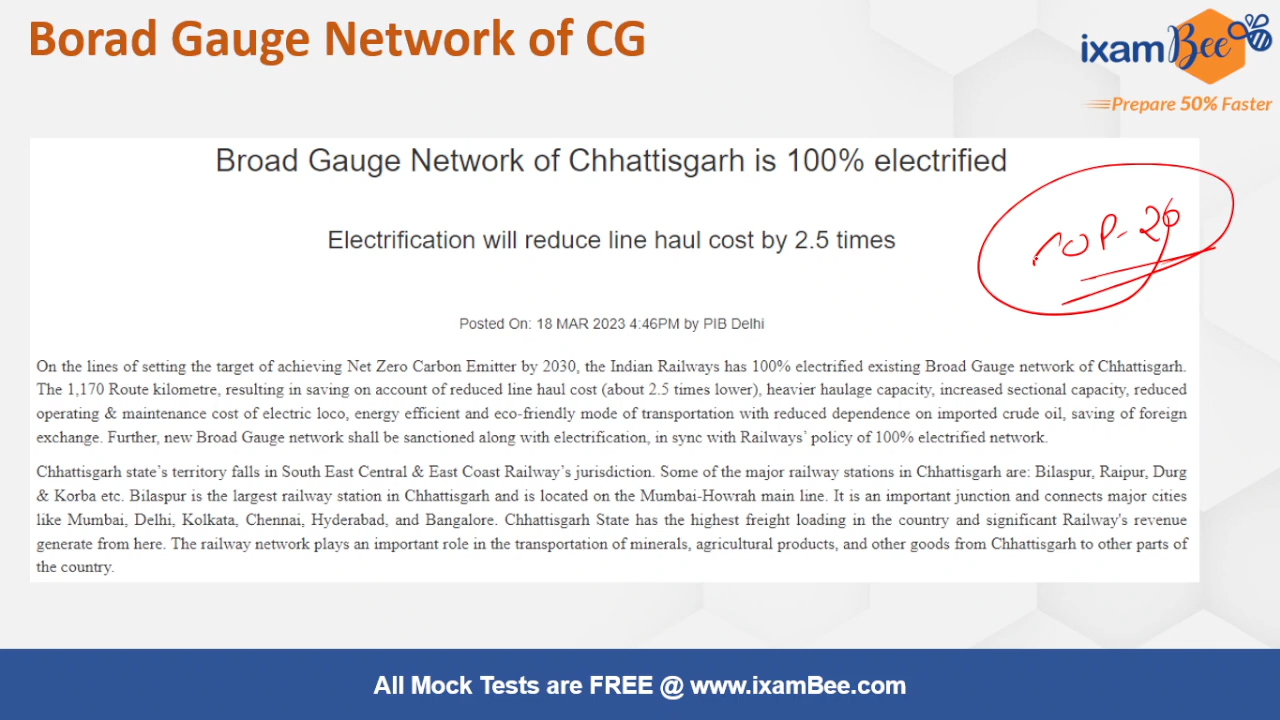 Borad Gauge Network of CG
ixamBee
Prepare 50% Faster
Broad Gauge Network of Chhattisgarh is 100% electrified
Electrification will reduce line haul cost by 2.5 times
COP-26
Posted On: 18 MAR 2023 4:46PM by PIB Delhi
On the lines of setting the target of achieving Net Zero Carbon Emitter by 2030, the Indian Railways has 100% electrified existing Broad Gauge network of Chhattisgarh.
The 1,170 Route kilometre, resulting in saving on account of reduced line haul cost (about 2.5 times lower), heavier haulage capacity, increased sectional capacity, reduced
operating & maintenance cost of electric loco, energy efficient and eco-friendly mode of transportation with reduced dependence on imported crude oil, saving of foreign
exchange. Further, new Broad Gauge network shall be sanctioned along with electrification, in sync with Railways' policy of 100% electrified network.
Chhattisgarh state's territory falls in South East Central & East Coast Railway's jurisdiction. Some of the major railway stations in Chhattisgarh are: Bilaspur, Raipur, Durg
& Korba etc. Bilaspur is the largest railway station in Chhattisgarh and is located on the Mumbai-Howrah main line. It is an important junction and connects major cities
like Mumbai, Delhi, Kolkata, Chennai, Hyderabad, and Bangalore. Chhattisgarh State has the highest freight loading in the country and significant Railway's revenue
generate from here. The railway network plays an important role in the transportation of minerals, agricultural products, and other goods from Chhattisgarh to other parts of
the country.
All Mock Tests are FREE @ www.ixamBee.com